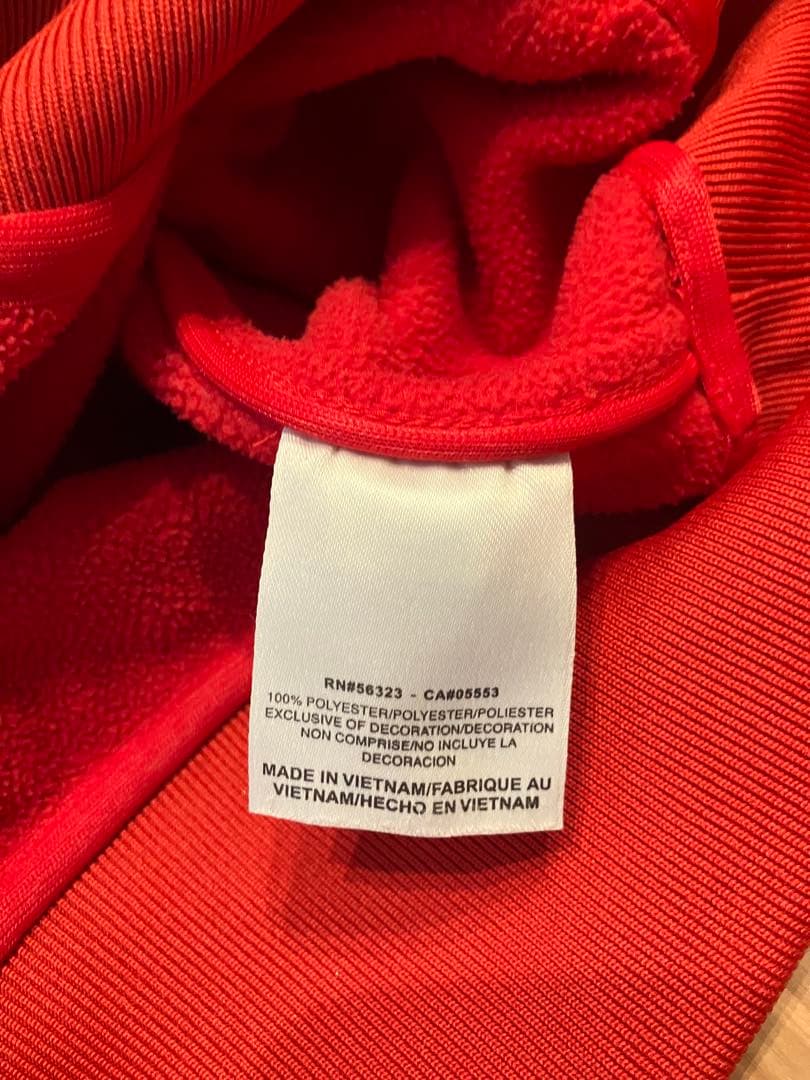 RN#56323 - CA#05553
100% POLYESTER/POLYESTER/POLIESTER
EXCLUSIVE OF DECORATION/DECORATION
NON COMPRISE/NO INCLUYE LA
DECORACION
MADE IN VIETNAM/FABRIQUE AU
VIETNAM/HECHO EN VIETNAM